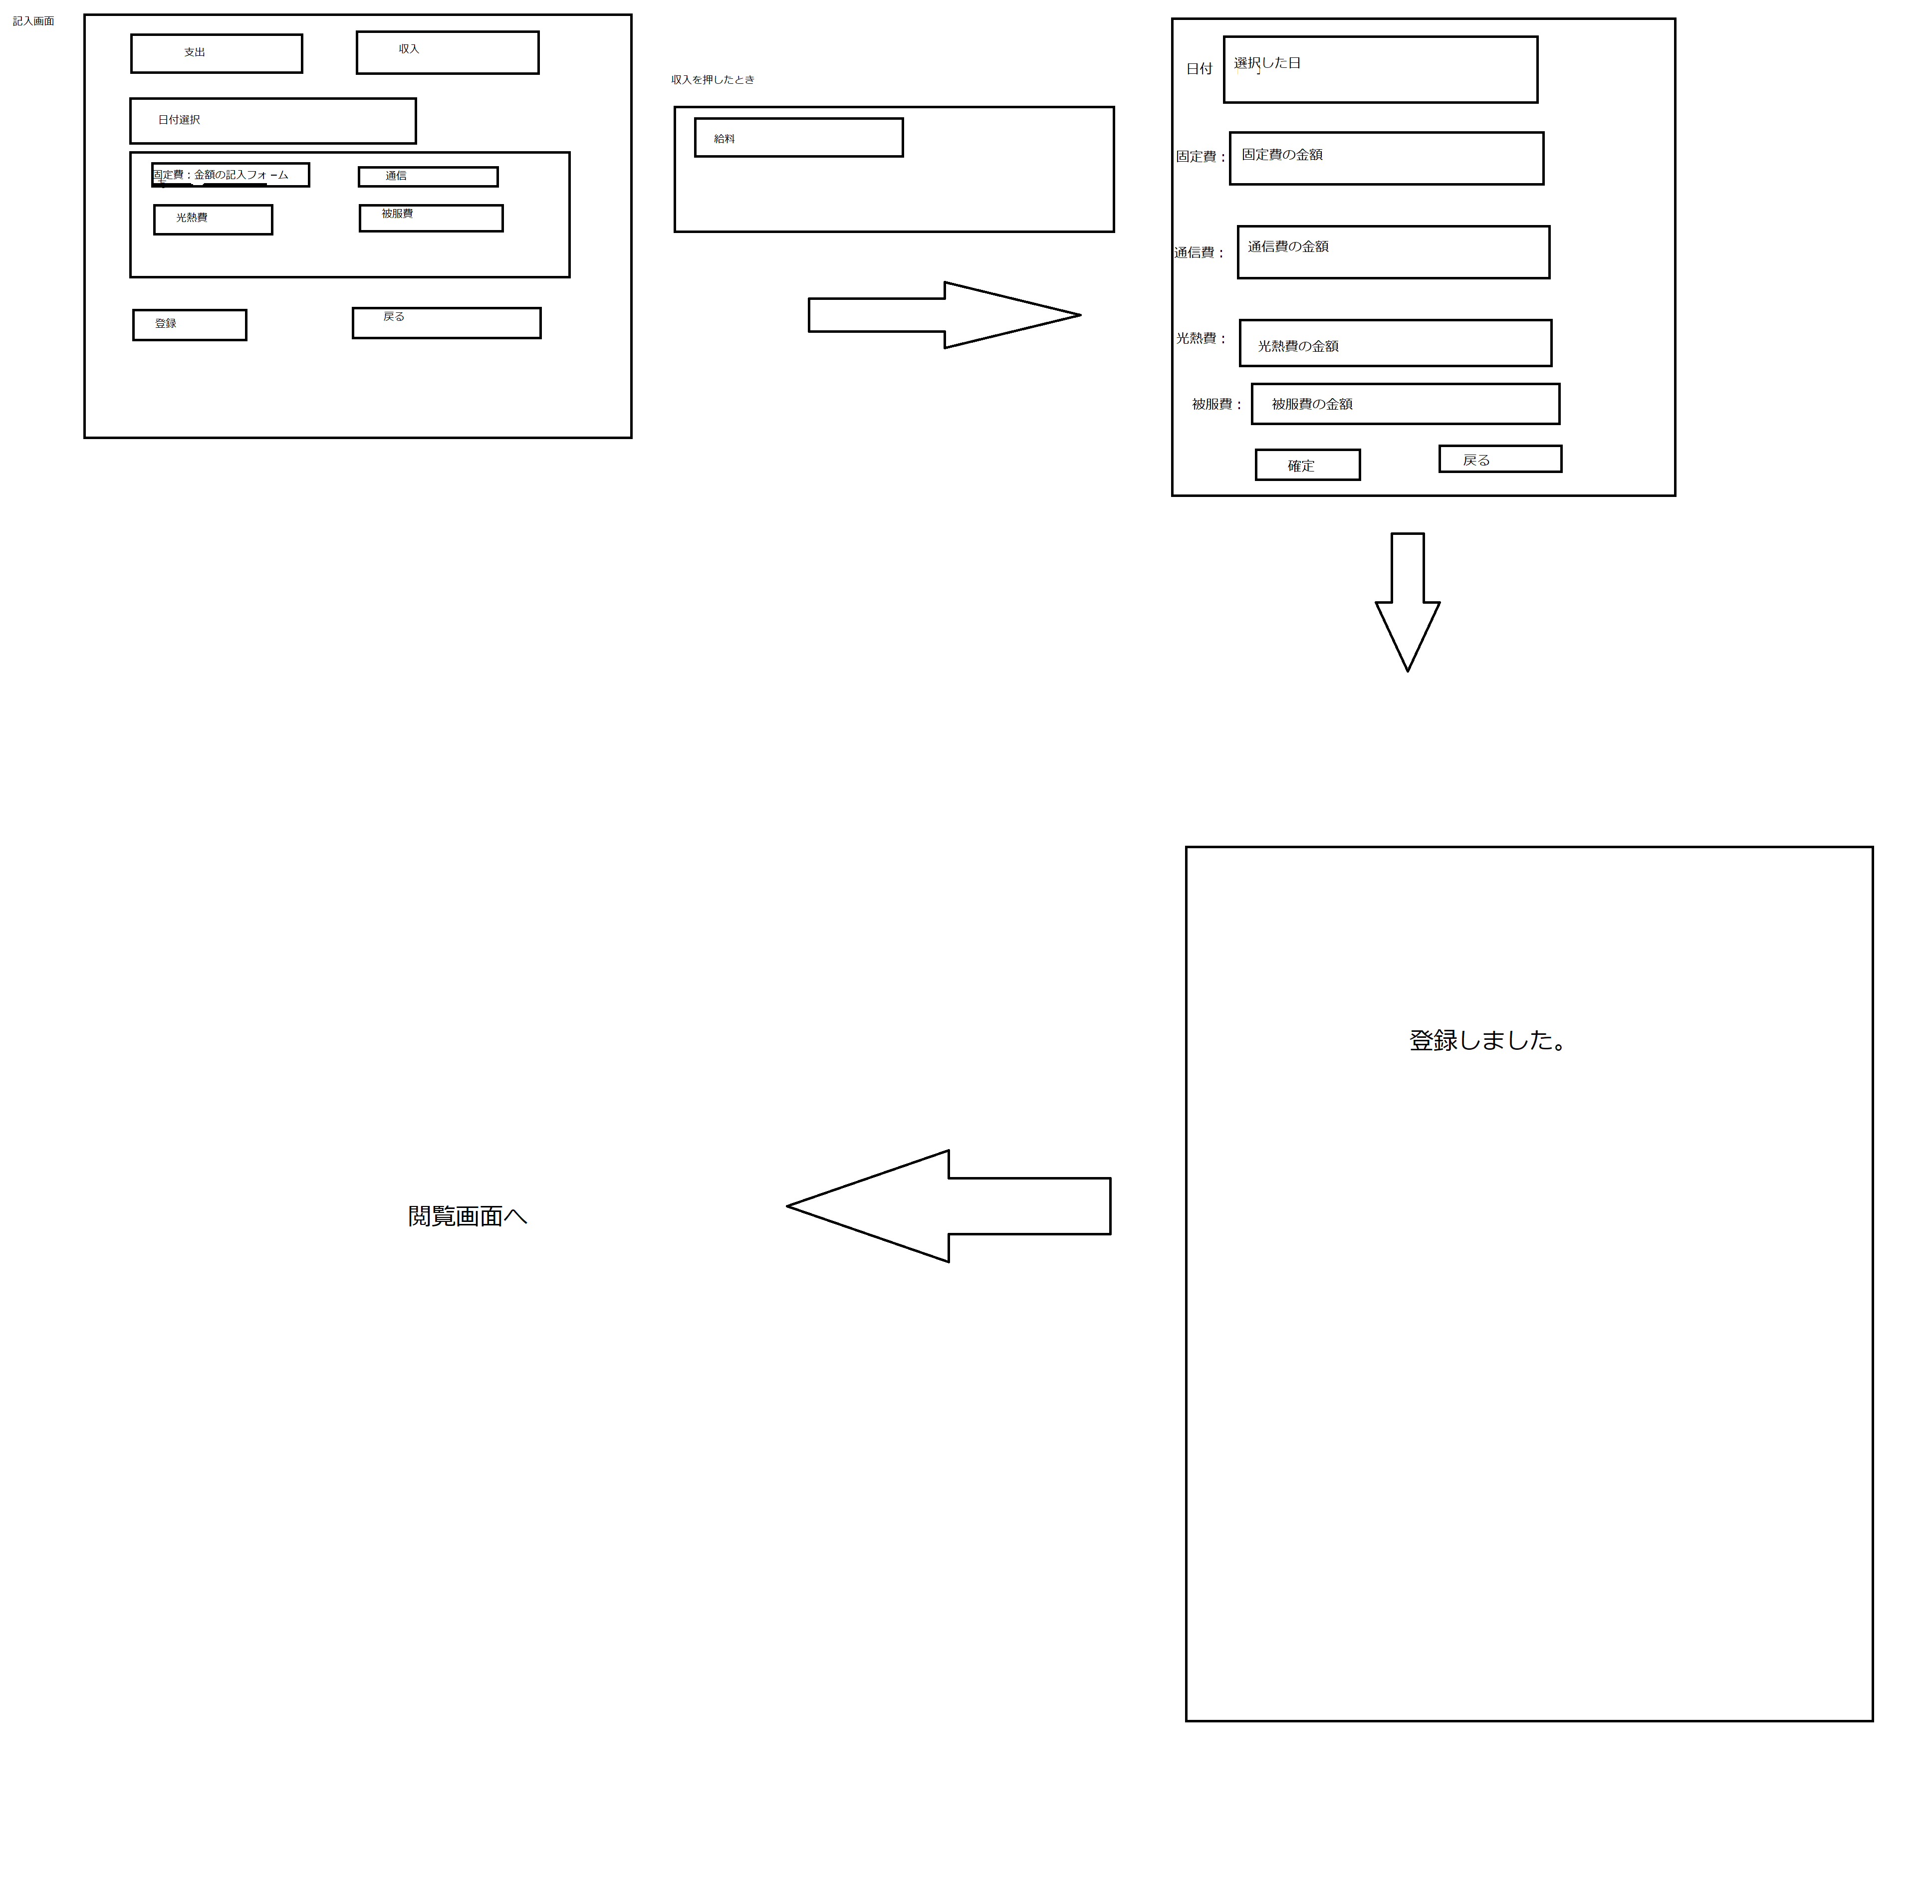 記入画面
支出
収入
日付選択
固定費：金額の記入フォーム
通信
光熱費
被服費
登録
戻る
収入を押したとき
給料
日付
選択した日
固定費：
固定費の金額
通信費：
通信費の金額
光熱費：
光熱費の金額
被服費：
被服費の金額
確定
戻る
登録しました。
閲覧画面へ